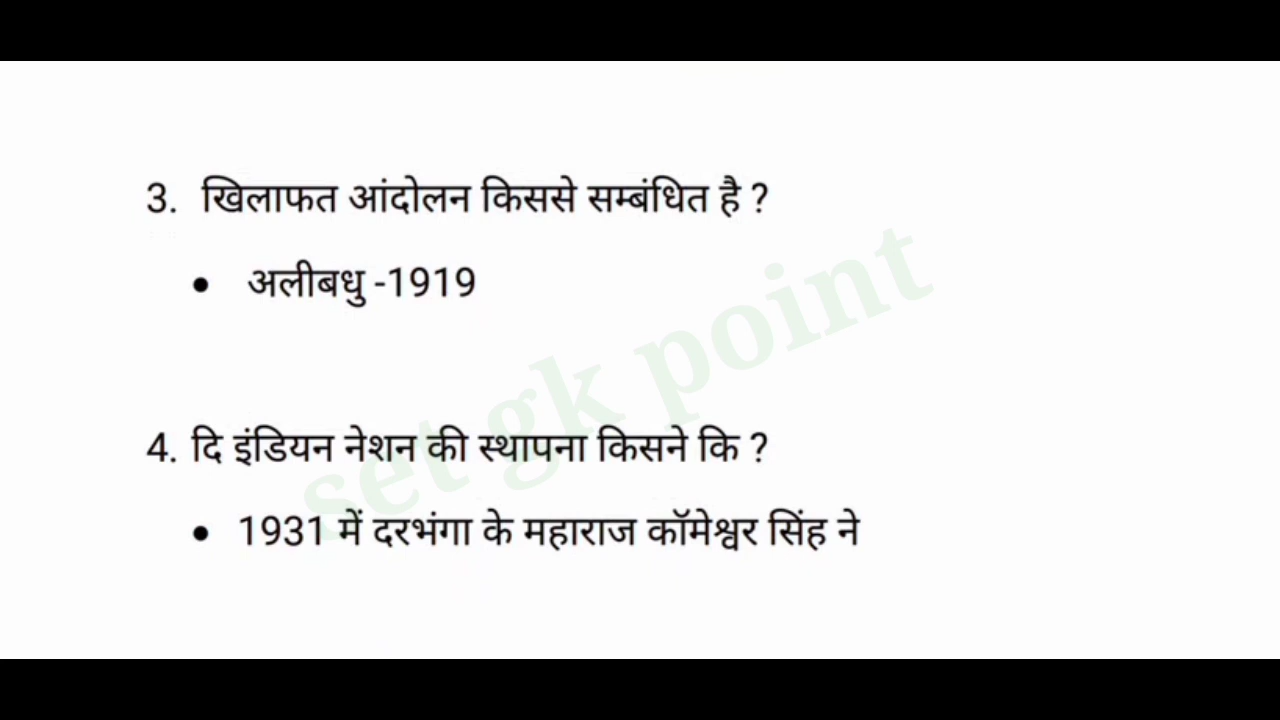 3. खिलाफत आंदोलन किससे सम्बंधित है ?
• अलीबधु -1919
4. दि इंडियन नेशन की स्थापना किसने कि ?
• 1931 में दरभंगा के महाराज कॉमेश्वर सिंह ने
set gk point